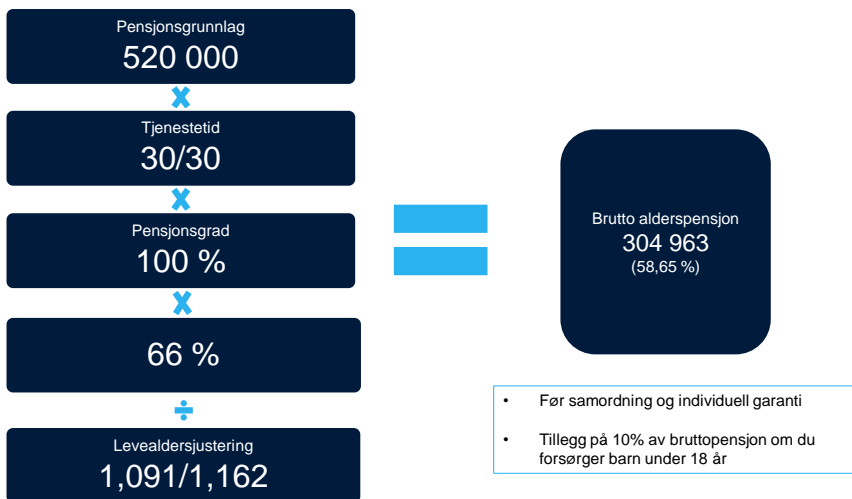 Pensjonsgrunnlag
520 000
×
Tjenestetid
30/30
×
Pensjonsgrad
100 %
×
66 %
÷
Levealdersjustering
1,091/1,162
=
Brutto alderspensjon
304 963
(58,65 %)
• Før samordning og individuell garanti
• Tillegg på 10% av bruttopensjon om du
forsørger barn under 18 år